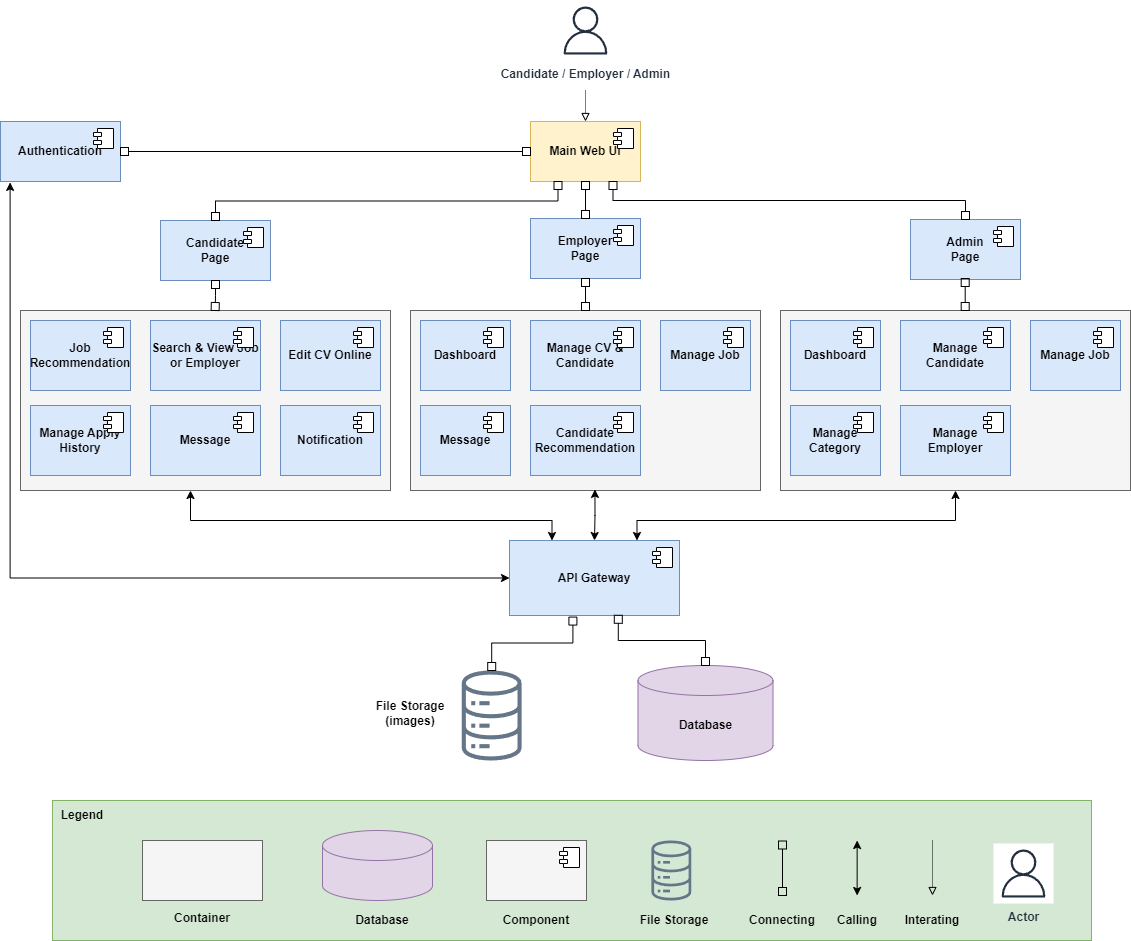 Candidate / Employer / Admin
Authentication
Main Web UI
Candidate
Page
Employer
Page
Admin
Page
Job
Recommendation
Search & View Job
or Employer
Edit CV Online
Manage Apply
History
Message
Notification
Dashboard
Manage CV &
Candidate
Manage Job
Message
Candidate
Recommendation
Dashboard
Manage
Candidate
Manage Job
Manage
Category
Manage
Employer
API Gateway
File Storage
(images)
Database
Legend
Container
Database
Component
File Storage
Connecting
Calling
Interating
Actor